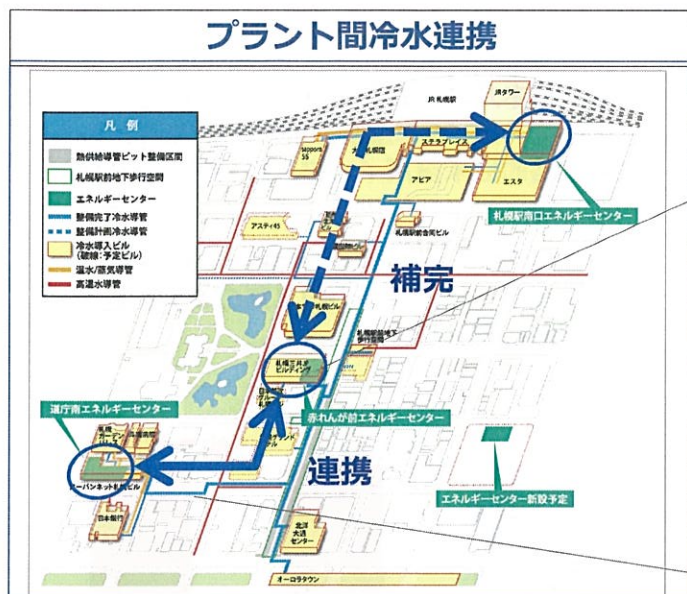 プラント間冷水連携
JR札幌駅
JRタワー
凡例
熱供給導管ピット整備区間
札幌駅前地下歩行空間
エネルギーセンター
整備完了冷水導管
整備計画冷水導管
冷水導入ビル
(破線:予定ビル)
温水/蒸気導管
高温水導管
ステラプレイス
アピア
エスタ
札幌駅南口エネルギーセンター
アスティ45
札幌駅前合同ビル
補完
札幌駅前地下
歩行空間
札幌三井JP
ビルディング
赤れんが前エネルギーセンター
道庁南エネルギーセンター
連携
エネルギーセンター新設予定
日本銀行
北洋
大通
センター
オーロラタウン